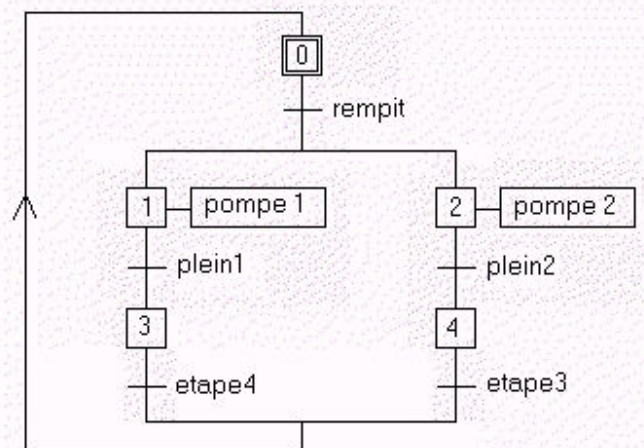 0
rempit
1
pompe 1
2
pompe 2
plein1
plein2
3
4
etape4
etape3